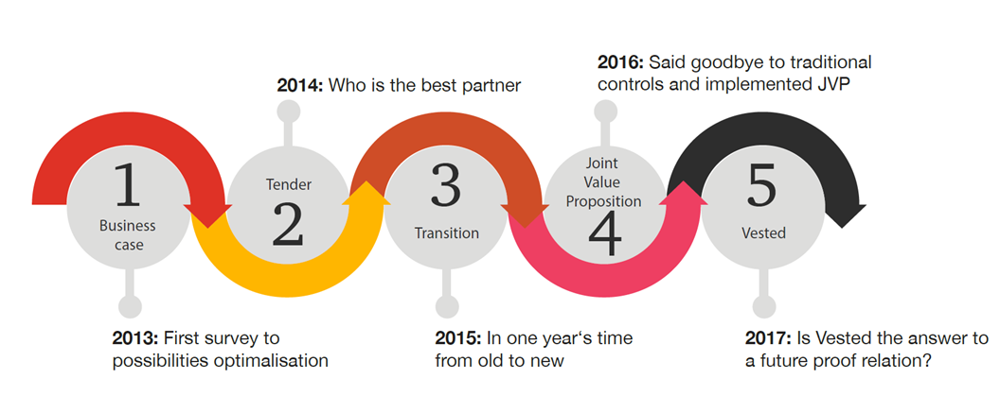 2014: Who is the best partner
2016: Said goodbye to traditional
controls and implemented JVP
1
Business
case
Tender
2
3
Transition
Joint
Value
Proposition
4
5
Vested
2013: First survey to
possibilities optimalisation
2015: In one year‘s time
from old to new
2017: Is Vested the answer to
a future proof relation?